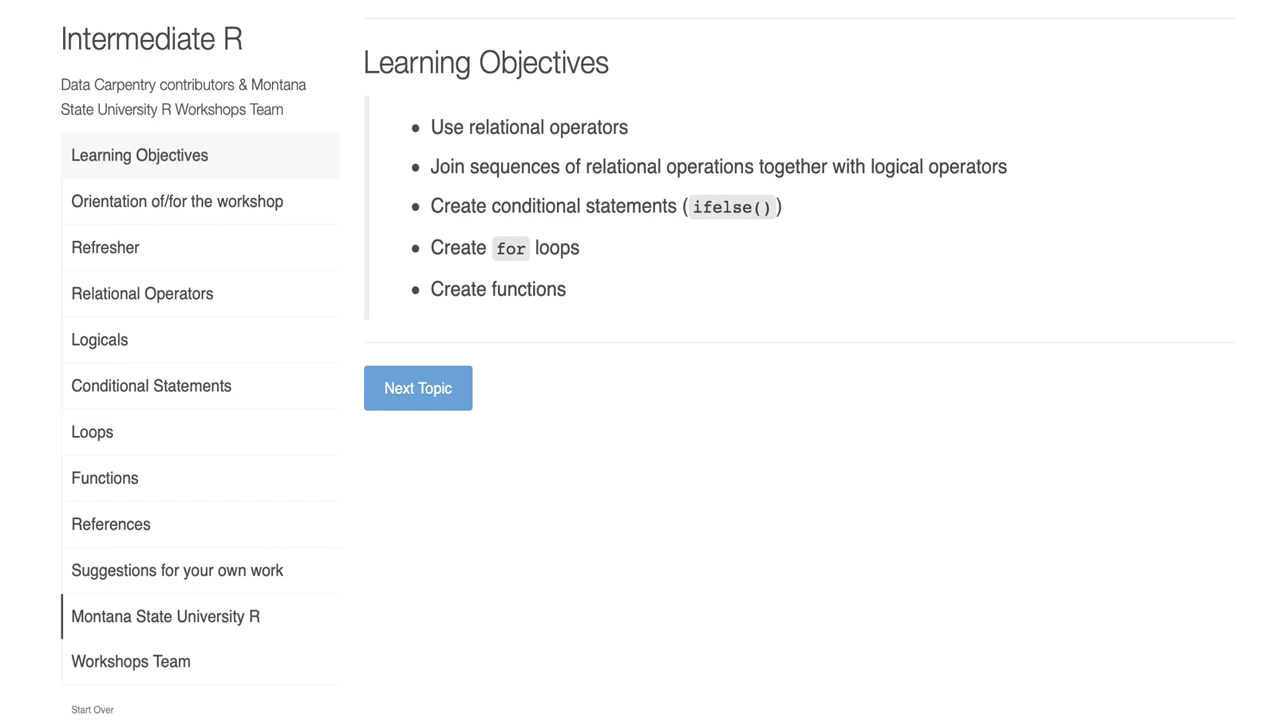 Intermediate R
Data Carpentry contributors & Montana
State University R Workshops Team
Learning Objectives
Orientation of/for the workshop
Refresher
Relational Operators
Logicals
Conditional Statements
Loops
Functions
References
Suggestions for your own work
Montana State University R
Workshops Team
Start Over
Learning Objectives
• Use relational operators
• Join sequences of relational operations together with logical operators
• Create conditional statements (ifelse())
• Create for loops
• Create functions
Next Topic